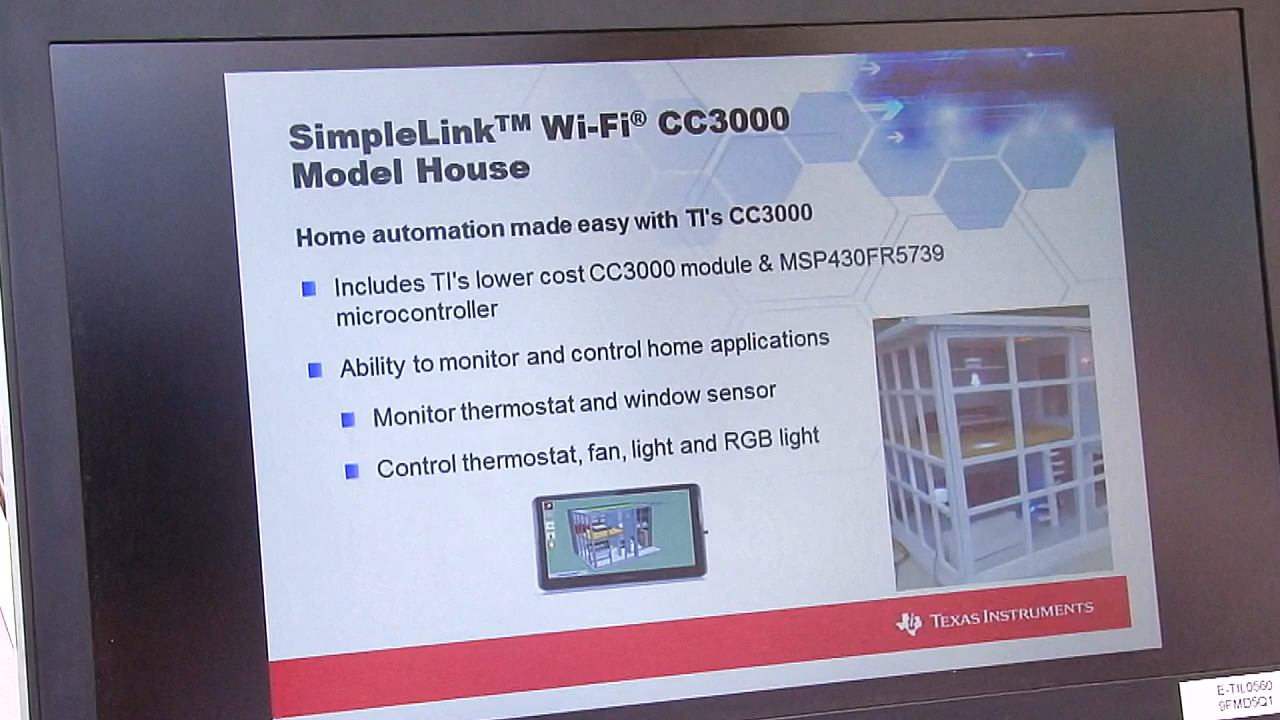 SimpleLink™ Wi-Fi® CC3000
Model House
Home automation made easy with TI's CC3000
Includes TI's lower cost CC3000 module & MSP430FR5739
microcontroller
Ability to monitor and control home applications
Monitor thermostat and window sensor
Control thermostat, fan, light and RGB light
TEXAS INSTRUMENTS
E-TIL0560
9FMD5Q1